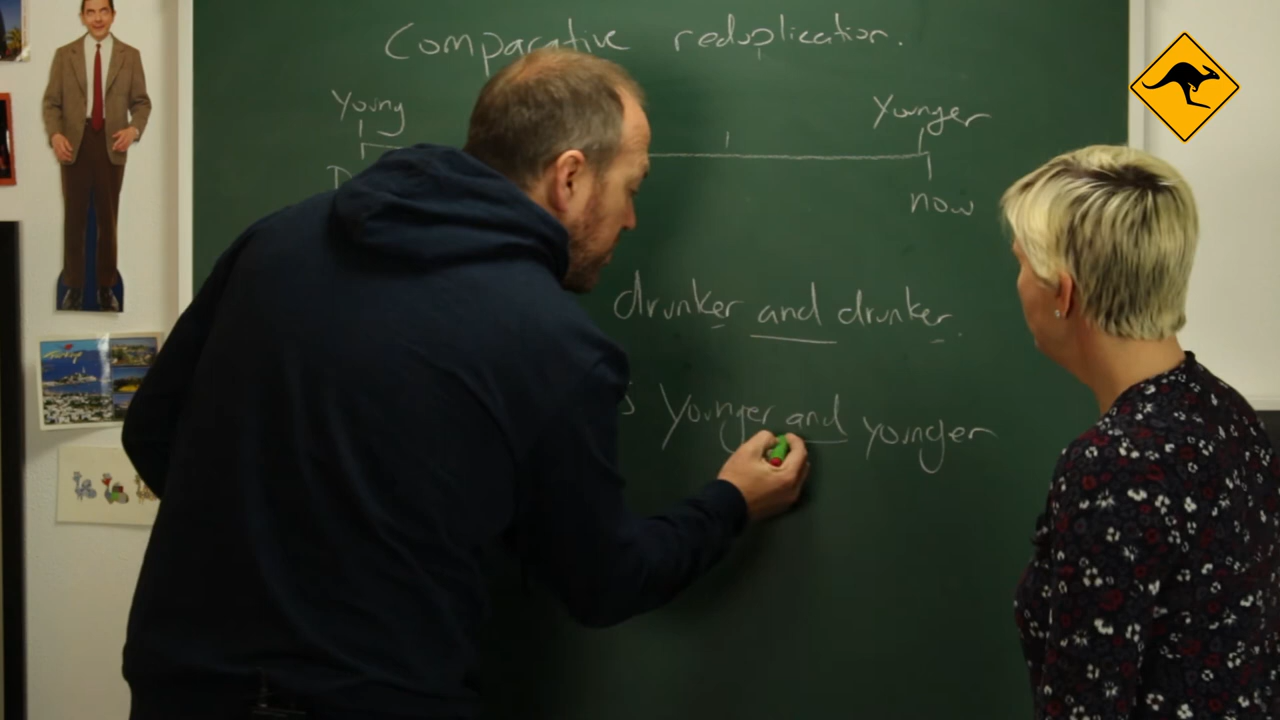 Comparative reduplication.
Young Younger
now
drunker and drunker.
Younger and younger